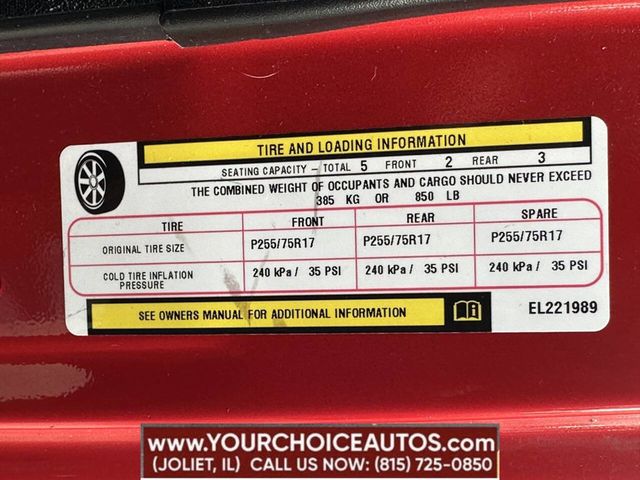 TIRE AND LOADING INFORMATION
SEATING CAPACITY - TOTAL 5 FRONT 2 REAR 3
THE COMBINED WEIGHT OF OCCUPANTS AND CARGO SHOULD NEVER EXCEED
385 KG OR 850 LB
TIRE FRONT REAR SPARE
ORIGINAL TIRE SIZE P255/75R17 P255/75R17 P255/75R17
COLD TIRE INFLATION PRESSURE 240 kPa / 35 PSI 240 kPa / 35 PSI 240 kPa / 35 PSI
SEE OWNERS MANUAL FOR ADDITIONAL INFORMATION
EL221989
www.YOURCHOICEAUTOS.com
(JOLIET, IL) CALL US NOW: (815) 725-0850